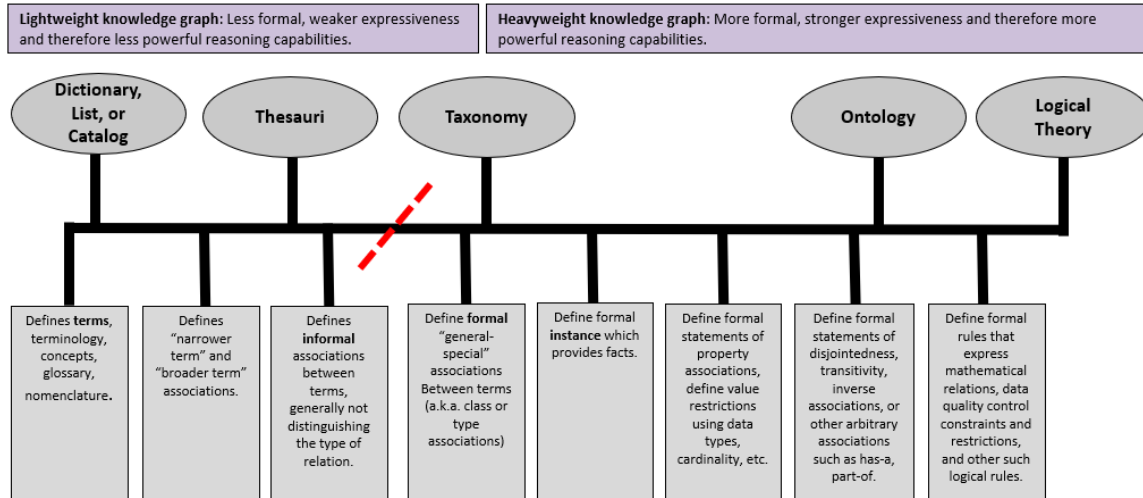 Lightweight knowledge graph: Less formal, weaker expressiveness
and therefore less powerful reasoning capabilities.
Heavyweight knowledge graph: More formal, stronger expressiveness and therefore more
powerful reasoning capabilities.
Dictionary,
List, or
Catalog
Thesauri
Taxonomy
Ontology
Logical
Theory
Defines terms,
terminology,
concepts,
glossary,
nomenclature.
Defines
“narrower
term” and
“broader term”
associations.
Defines
informal
associations
between
terms,
generally not
distinguishing
the type of
relation.
Define formal
“general-
special”
associations
Between terms
(a.k.a. class or
type
associations)
Define formal
instance which
provides facts.
Define formal
statements of
property
associations,
define value
restrictions
using data
types,
cardinality, etc.
Define formal
statements of
disjointedness,
transitivity,
inverse
associations, or
other arbitrary
associations
such as has-a,
part-of.
Define formal
rules that
express
mathematical
relations, data
quality control
constraints and
restrictions,
and other such
logical rules.